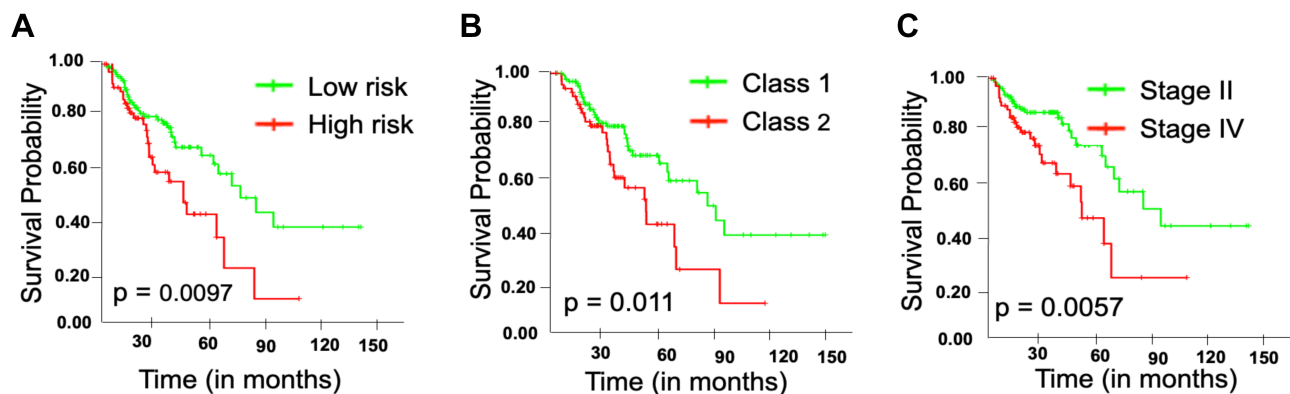 A
Survival Probability
1.00
0.80
0.60
0.40
0.20
0.00
Low risk
High risk
p = 0.0097
30 60 90 120 150
Time (in months)
B
Survival Probability
1.00
0.80
0.60
0.40
0.20
0.00
Class 1
Class 2
p = 0.011
30 60 90 120 150
Time (in months)
C
Survival Probability
1.00
0.80
0.60
0.40
0.20
0.00
Stage II
Stage IV
p = 0.0057
30 60 90 120 150
Time (in months)